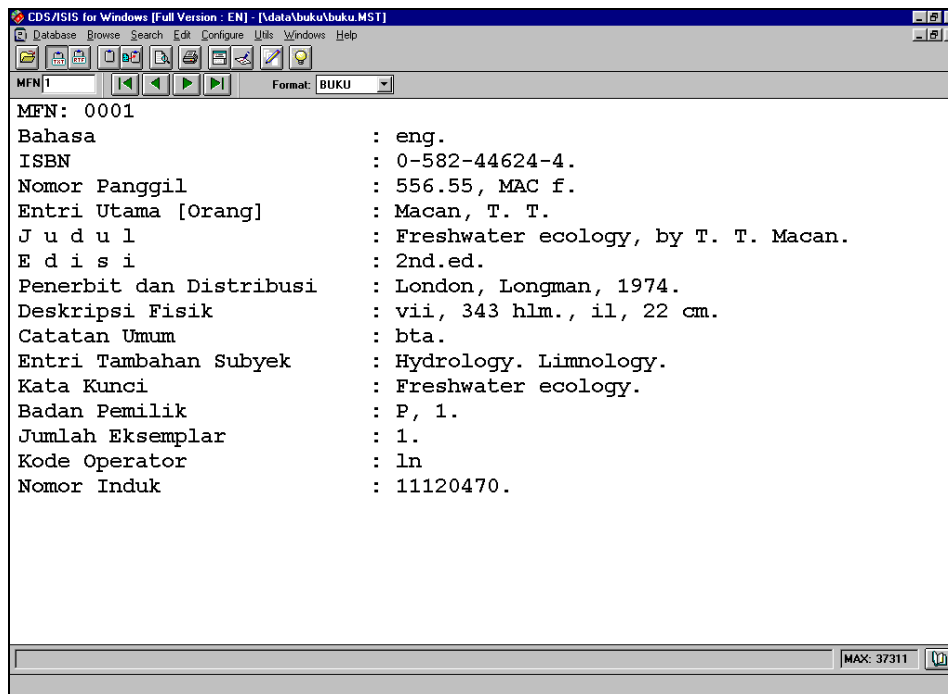 CDS/ISIS for Windows [Full Version : EN] - [\data\buku\buku.MST]
Database Browse Search Edit Configure Utils Windows Help
MFN 1 Format: BUKU
MFN: 0001
Bahasa : eng.
ISBN : 0-582-44624-4.
Nomor Panggil : 556.55, MAC f.
Entri Utama [Orang] : Macan, T. T.
J u d u l : Freshwater ecology, by T. T. Macan.
E d i s i : 2nd.ed.
Penerbit dan Distribusi : London, Longman, 1974.
Deskripsi Fisik : vii, 343 hlm., il, 22 cm.
Catatan Umum : bta.
Entri Tambahan Subyek : Hydrology. Limnology.
Kata Kunci : Freshwater ecology.
Badan Pemilik : P, 1.
Jumlah Eksemplar : 1.
Kode Operator : ln
Nomor Induk : 11120470.
MAX: 37311